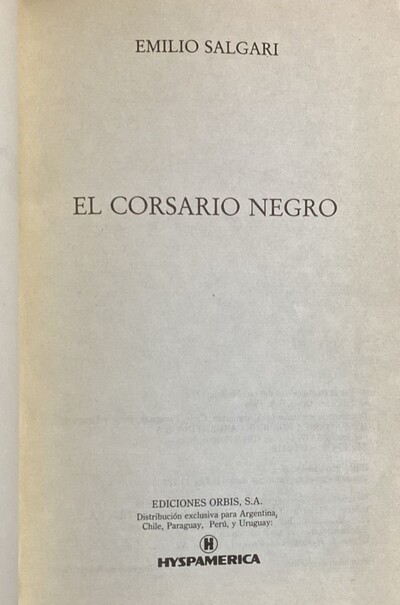 EMILIO SALGARI
EL CORSARIO NEGRO
EDICIONES ORBIS, S.A.
Distribución exclusiva para Argentina,
Chile, Paraguay, Perú, y Uruguay:
H
HYSPAMERICA